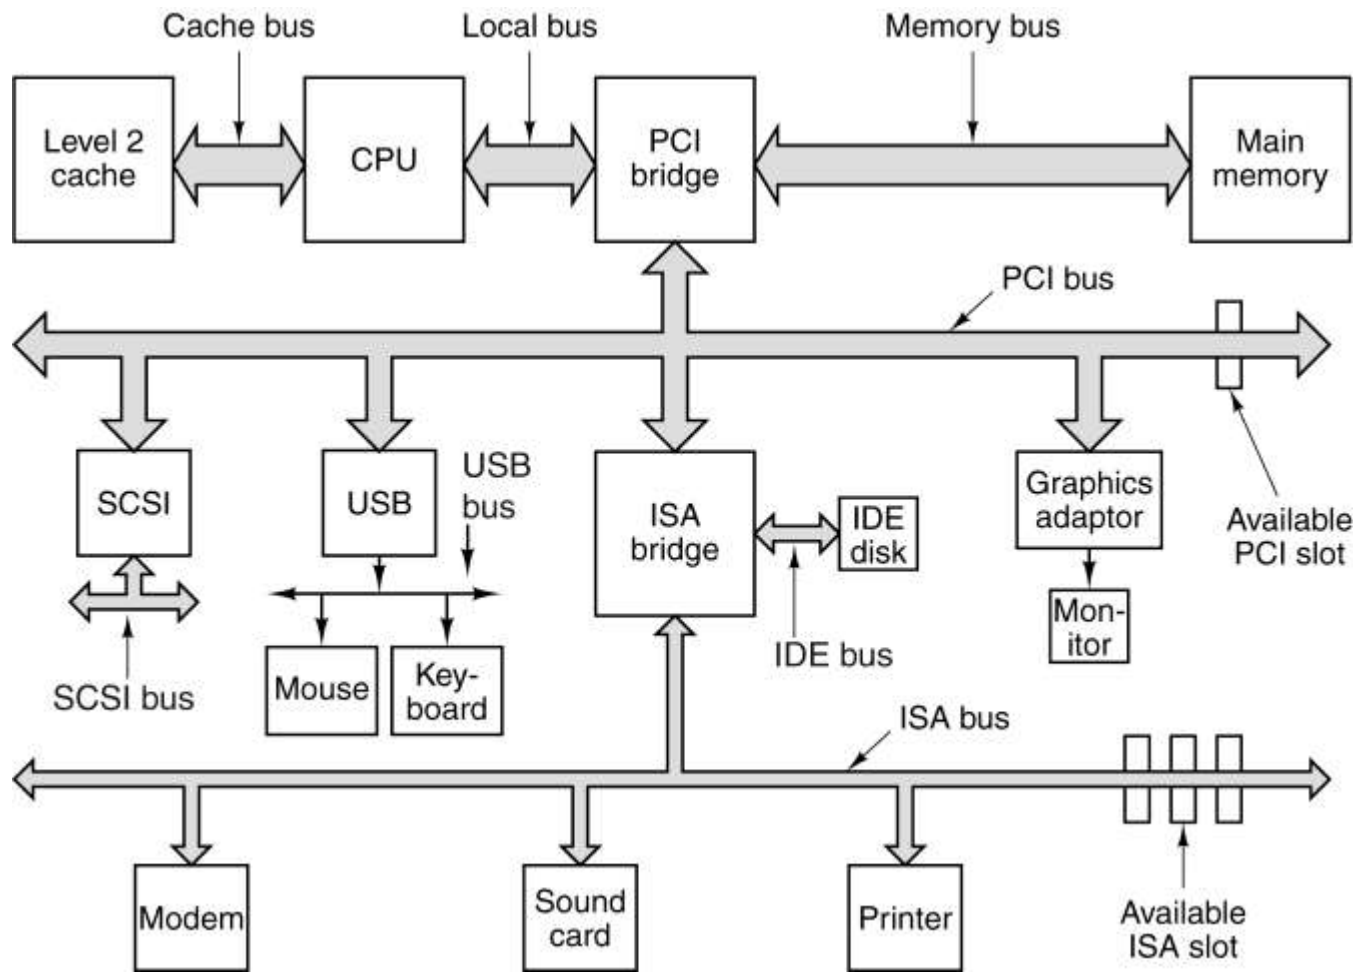 Cache bus
Local bus
Memory bus
Level 2
cache
CPU
PCI
bridge
Main
memory
PCI bus
SCSI
USB
USB
bus
ISA
bridge
IDE
disk
Graphics
adaptor
Available
PCI slot
Mon-
itor
IDE bus
SCSI bus
Mouse
Key-
board
ISA bus
Modem
Sound
card
Printer
Available
ISA slot